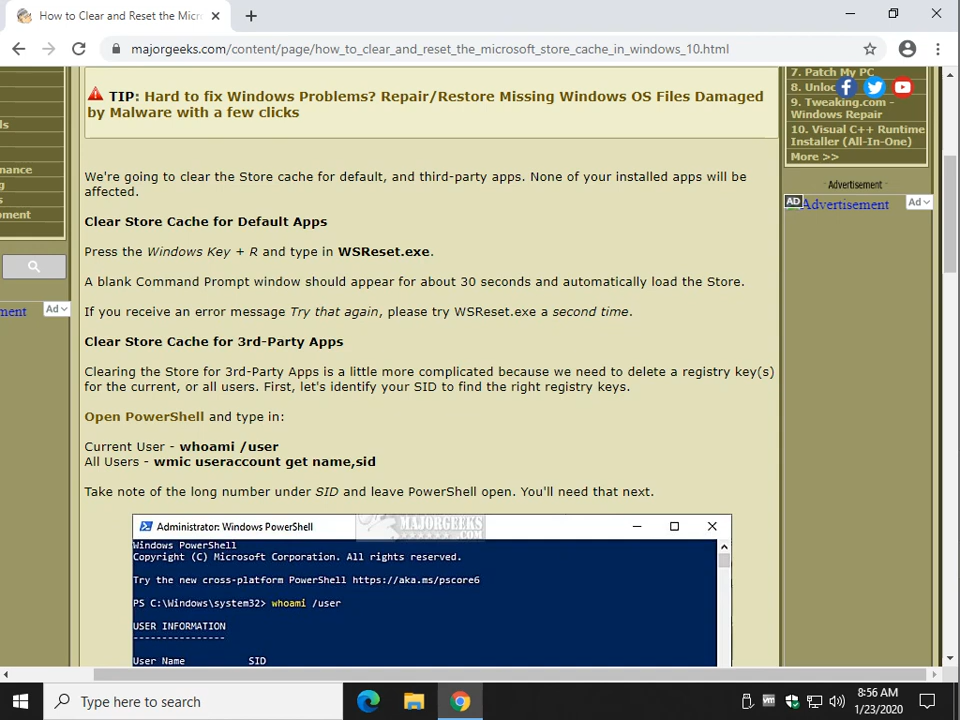 How to Clear and Reset the Micr
majorgeeks.com/content/page/how_to_clear_and_reset_the_microsoft_store_cache_in_windows_10.html
TIP: Hard to fix Windows Problems? Repair/Restore Missing Windows OS Files Damaged
by Malware with a few clicks
We're going to clear the Store cache for default, and third-party apps. None of your installed apps will be
affected.
Clear Store Cache for Default Apps
Press the Windows Key + R and type in WSReset.exe.
A blank Command Prompt window should appear for about 30 seconds and automatically load the Store.
If you receive an error message Try that again, please try WSReset.exe a second time.
Clear Store Cache for 3rd-Party Apps
Clearing the Store for 3rd-Party Apps is a little more complicated because we need to delete a registry key(s)
for the current, or all users. First, let's identify your SID to find the right registry keys.
Open PowerShell and type in:
Current User - whoami /user
All Users - wmic useraccount get name,sid
Take note of the long number under SID and leave PowerShell open. You'll need that next.
Administrator: Windows PowerShell
MAJORGEEKS
.COM
Windows PowerShell
Copyright (C) Microsoft Corporation. All rights reserved.
Try the new cross-platform PowerShell https://aka.ms/pscore6
PS C:\Windows\system32> whoami /user
USER INFORMATION
----------------
User Name SID
ls
nance
g
s
oment
ment
Ad
7. Patch My PC
8. Unloc
9. Tweaking.com -
Windows Repair
10. Visual C++ Runtime
Installer (All-In-One)
More >>
- Advertisement -
AD
Advertisement
Ad
Type here to search
vm
8:56 AM
1/23/2020